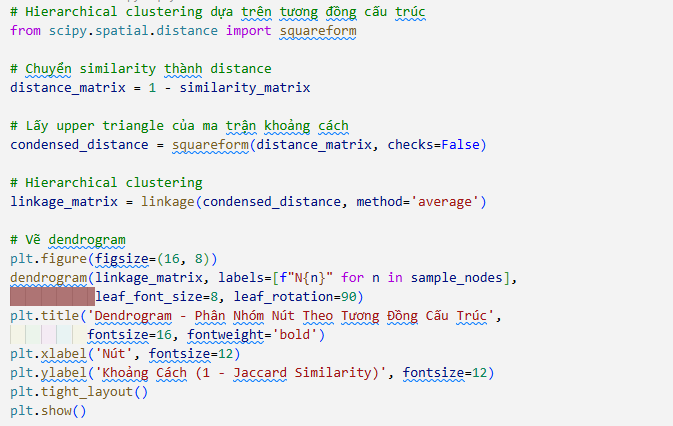 # Hierarchical clustering dựa trên tương đồng cấu trúc
from scipy.spatial.distance import squareform

# Chuyển similarity thành distance
distance_matrix = 1 - similarity_matrix

# Lấy upper triangle của ma trận khoảng cách
condensed_distance = squareform(distance_matrix, checks=False)

# Hierarchical clustering
linkage_matrix = linkage(condensed_distance, method='average')

# Vẽ dendrogram
plt.figure(figsize=(16, 8))
dendrogram(linkage_matrix, labels=[f"N{n}" for n in sample_nodes],
           leaf_font_size=8, leaf_rotation=90)
plt.title('Dendrogram - Phân Nhóm Nút Theo Tương Đồng Cấu Trúc',
          fontsize=16, fontweight='bold')
plt.xlabel('Nút', fontsize=12)
plt.ylabel('Khoảng Cách (1 - Jaccard Similarity)', fontsize=12)
plt.tight_layout()
plt.show()